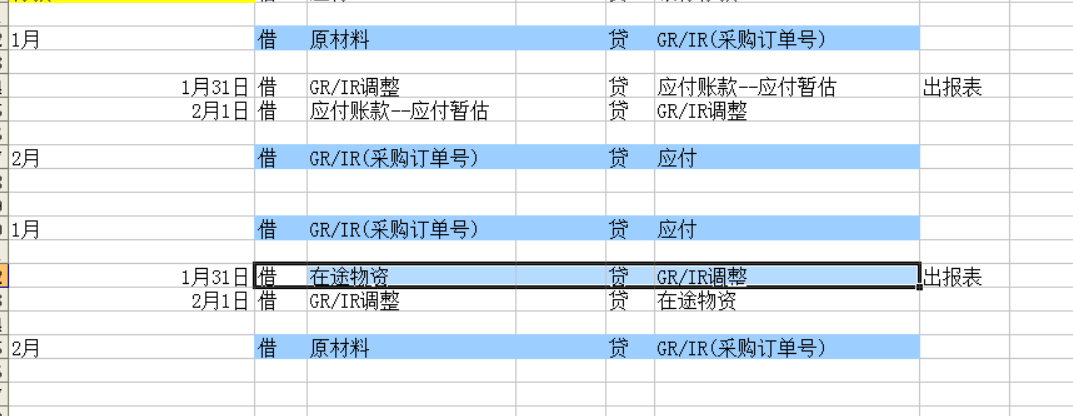 1月 借 原材料 贷 GR/IR(采购订单号)
1月31日 借 GR/IR调整 贷 应付账款--应付暂估 出报表
2月1日 借 应付账款--应付暂估 贷 GR/IR调整
2月 借 GR/IR(采购订单号) 贷 应付
1月 借 GR/IR(采购订单号) 贷 应付
1月31日 借 在途物资 贷 GR/IR调整 出报表
2月1日 借 GR/IR调整 贷 在途物资
2月 借 原材料 贷 GR/IR(采购订单号)